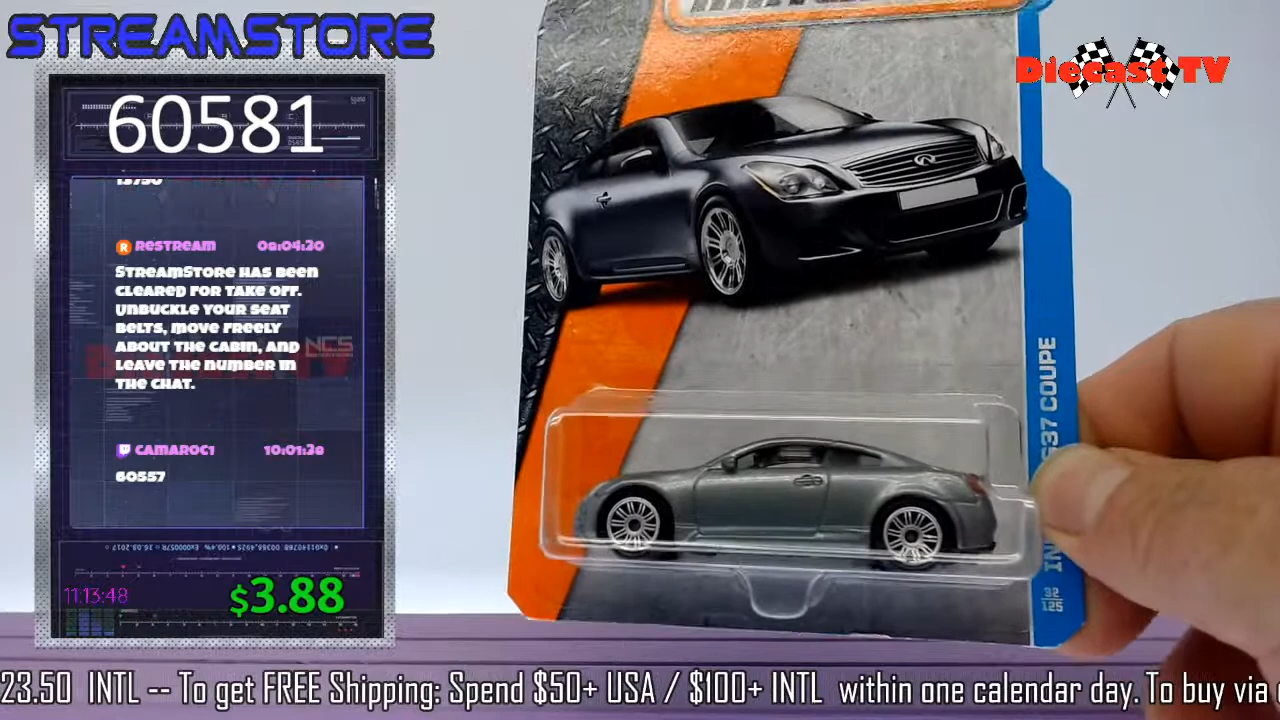 STREAMSTORE
60581
13750
RESTREAM 08:04:20
STREAMSTORE HAS BEEN
CLEARED FOR TAKE OFF.
UNBUCKLE YOUR SEAT
BELTS, MOVE FREELY
ABOUT THE CABIN, AND
LEAVE THE NUMBER IN
THE CHAT.
NCS
CAMAROC1 10:01:38
60557
11:13:48
$3.88
Diecast TV
G37 COUPE
32/125
23.50 INTL -- To get FREE Shipping: Spend $50+ USA / $100+ INTL within one calendar day. To buy via